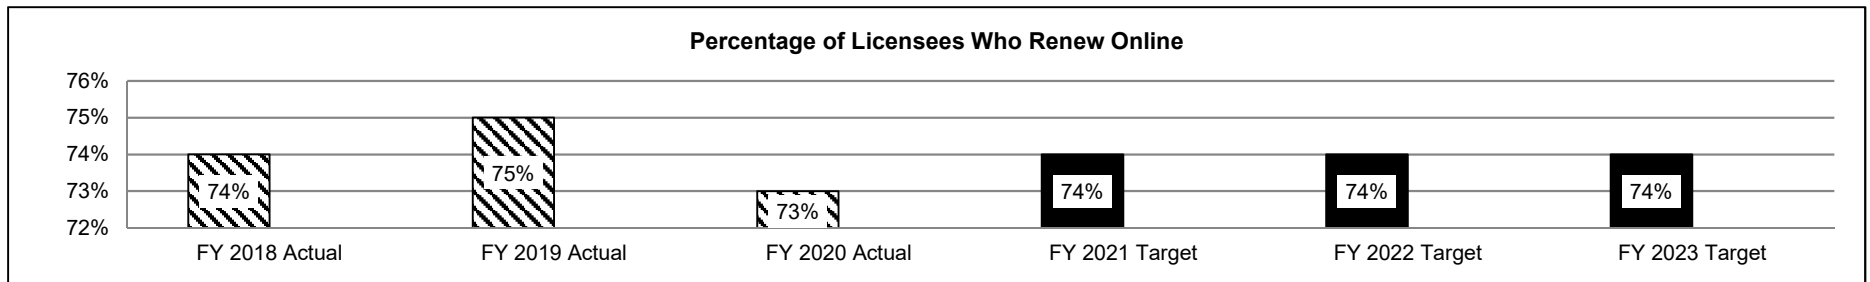 Percentage of Licensees Who Renew Online
76%
75%
74%
73%
72%
74%
75%
73%
74%
74%
74%
FY 2018 Actual
FY 2019 Actual
FY 2020 Actual
FY 2021 Target
FY 2022 Target
FY 2023 Target